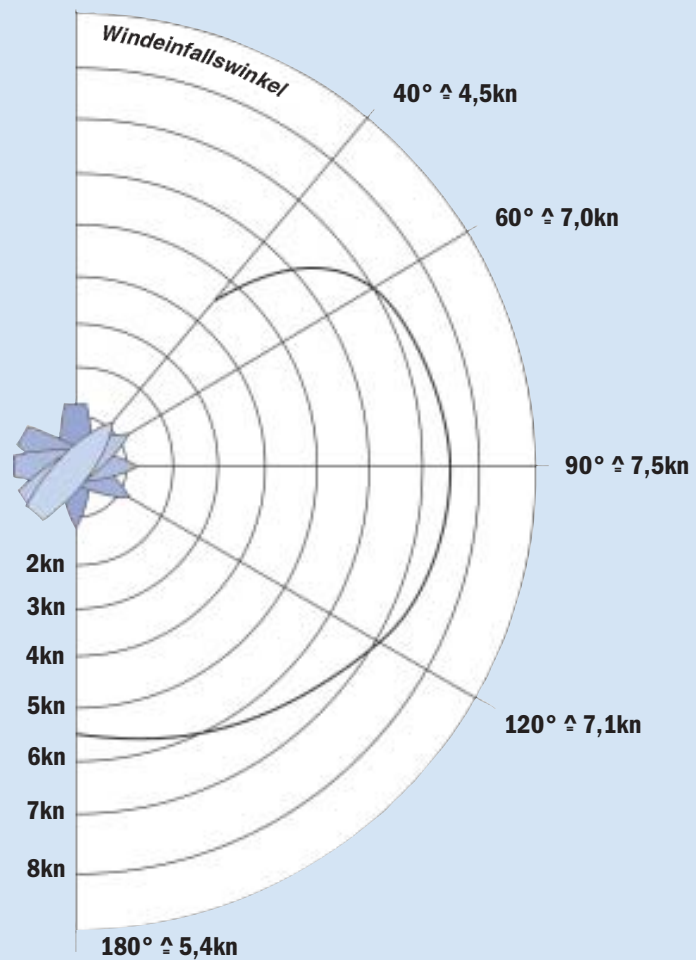 Windeinfallswinkel
40° ≙ 4,5kn
60° ≙ 7,0kn
90° ≙ 7,5kn
2kn
3kn
4kn
5kn
120° ≙ 7,1kn
6kn
7kn
8kn
180° ≙ 5,4kn